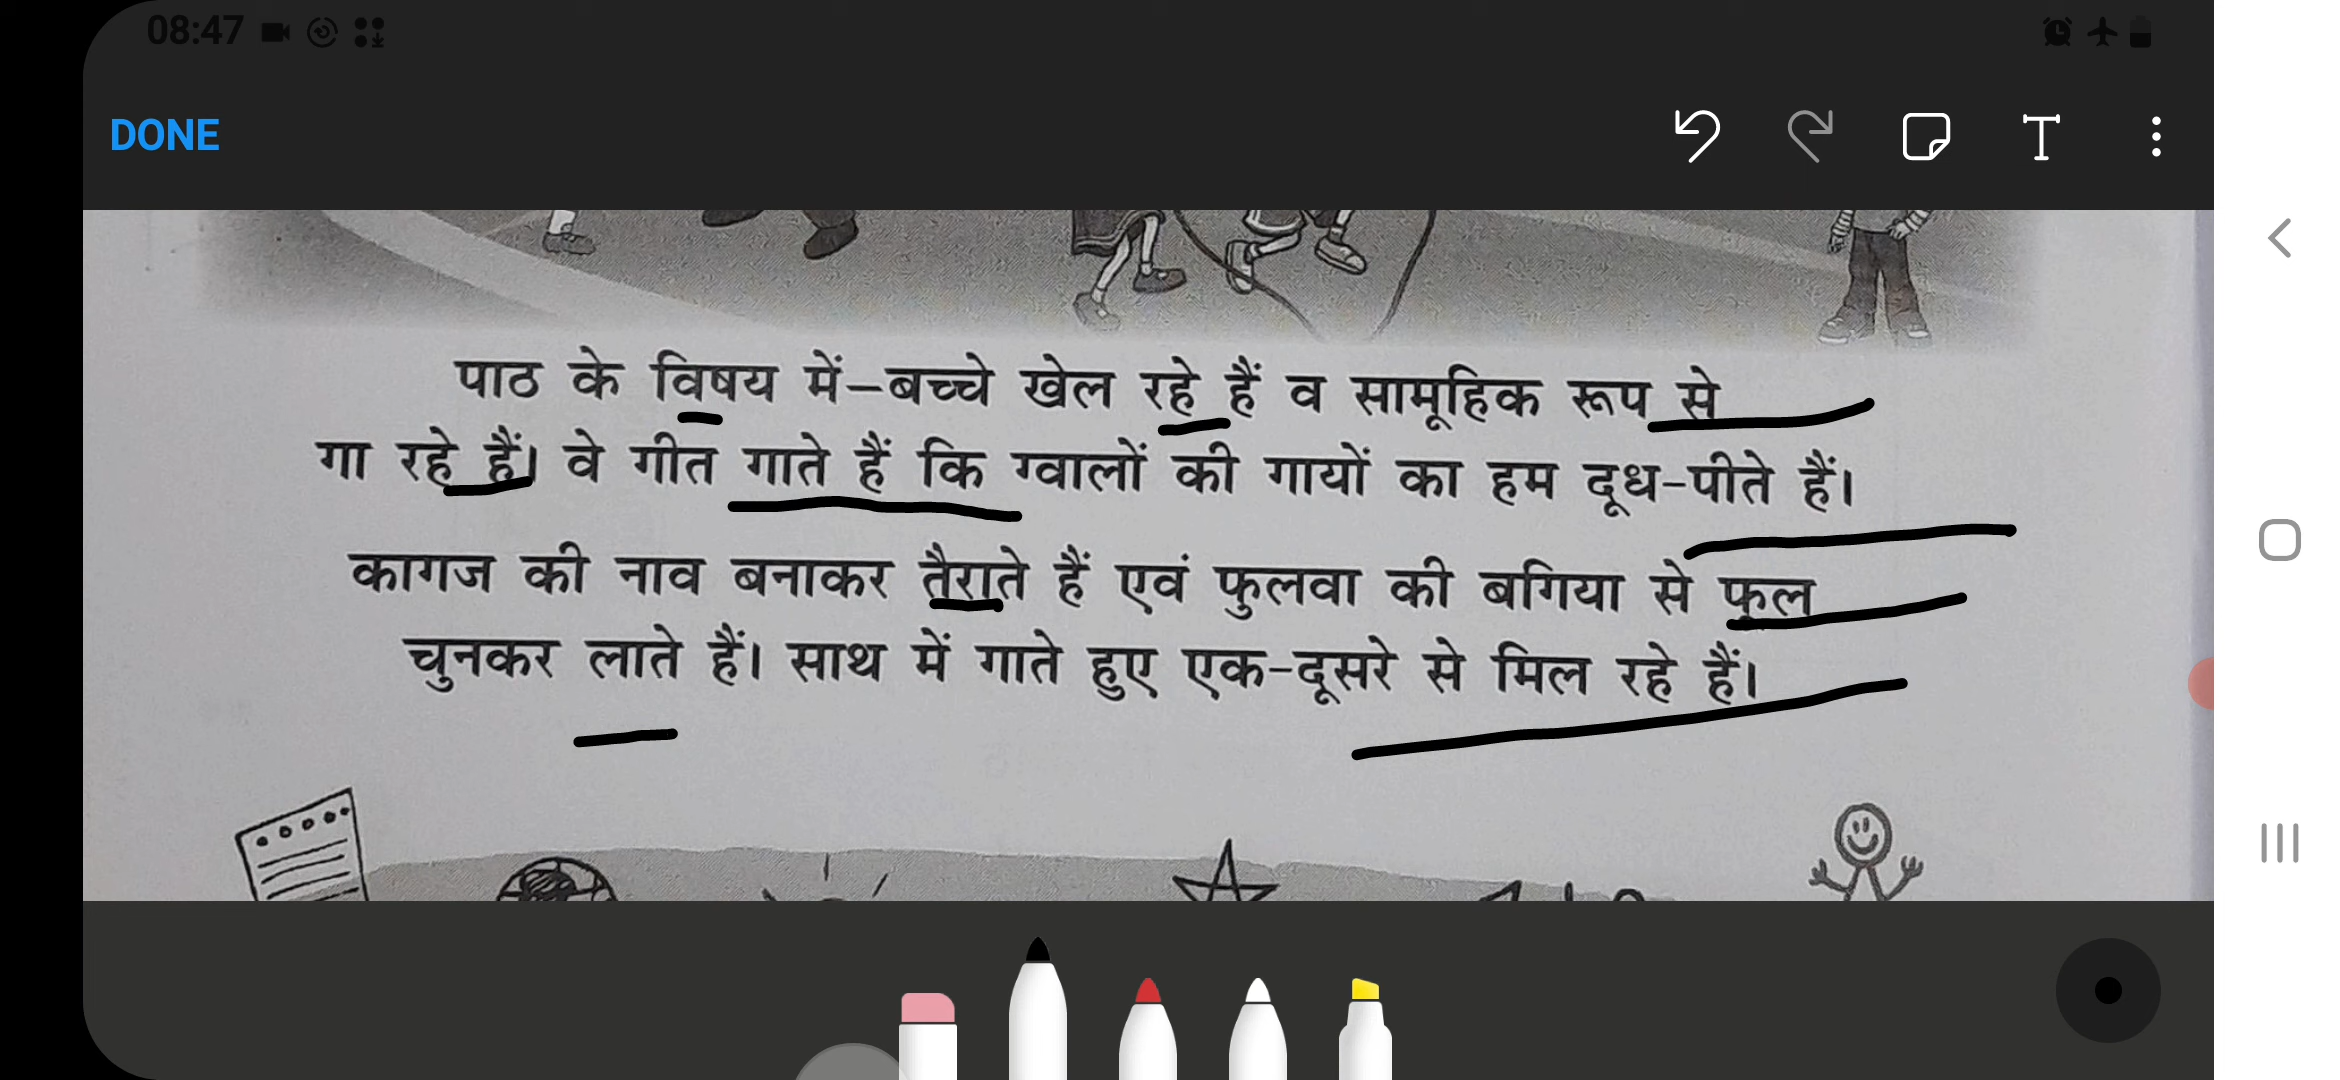 08:47
DONE
पाठ के विषय में–बच्चे खेल रहे हैं व सामूहिक रूप से
गा रहे हैं। वे गीत गाते हैं कि ग्वालों की गायों का हम दूध-पीते हैं।
कागज की नाव बनाकर तैराते हैं एवं फुलवा की बगिया से फूल
चुनकर लाते हैं। साथ में गाते हुए एक-दूसरे से मिल रहे हैं।